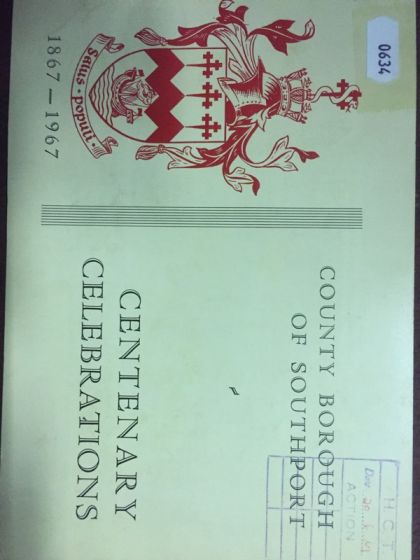 0634
Salus · populi ·
1867 — 1967
COUNTY BOROUGH
OF SOUTHPORT
CENTENARY
CELEBRATIONS
H. C. T.
ACTION